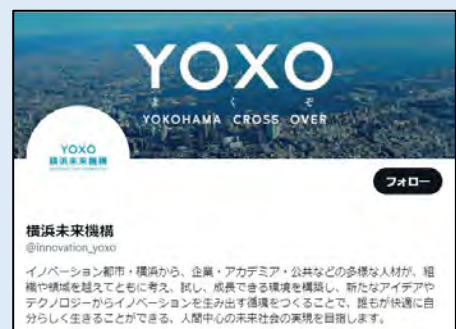 YOXO
よ く ぞ
YOKOHAMA CROSS OVER
YOXO
横浜未来機構
フォロー
横浜未来機構
@innovation_yoxo
イノベーション都市・横浜から、企業・アカデミア・公共などの多様な人材が、組
織や領域を越えてともに考え、試し、成長できる環境を構築し、新たなアイデアや
テクノロジーからイノベーションを生み出す循環をつくることで、誰もが快適に自
分らしく生きることができる、人間中心の未来社会の実現を目指します。